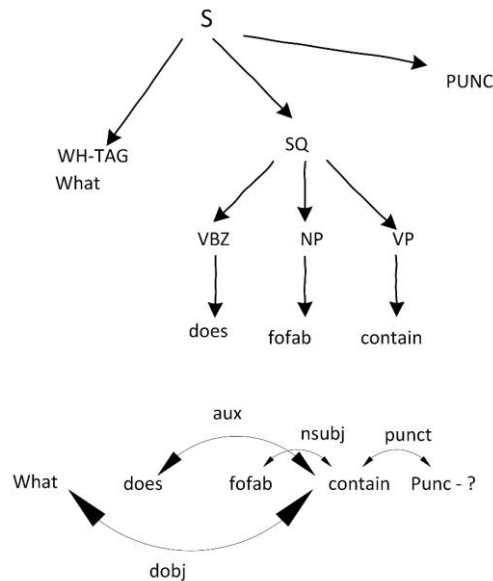 S
PUNC
WH-TAG
What
SQ
VBZ NP VP
does fofab contain
aux
nsubj punct
What does fofab contain Punc - ?
dobj